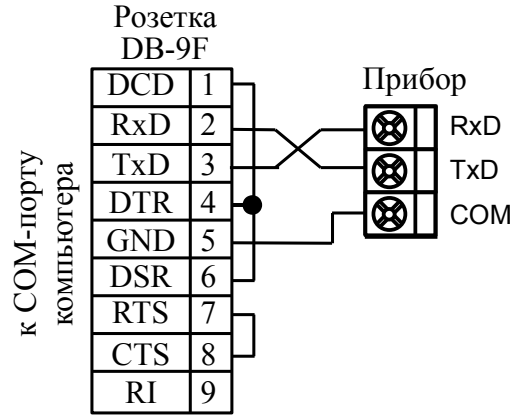 Розетка
DB-9F
Прибор
к COM-порту
компьютера
DCD 1
RxD 2
TxD 3
DTR 4
GND 5
DSR 6
RTS 7
CTS 8
RI 9
RxD
TxD
COM